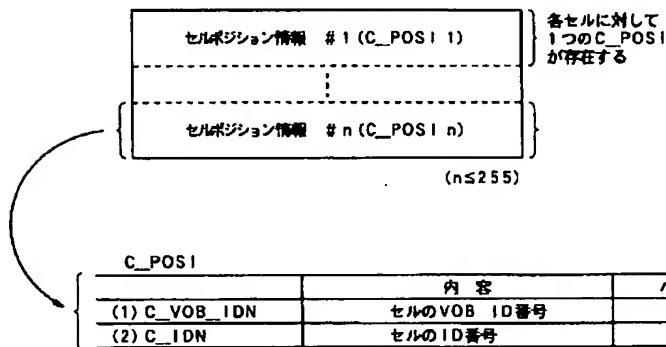 セルポジション情報 #1(C_POSI 1)
各セルに対して
1つのC_POSI
が存在する
セルポジション情報 #n(C_POSI n)
(n≤255)
C_POSI
内 容
(1) C_VOB_IDN
セルのVOB ID番号
(2) C_IDN
セルのID番号